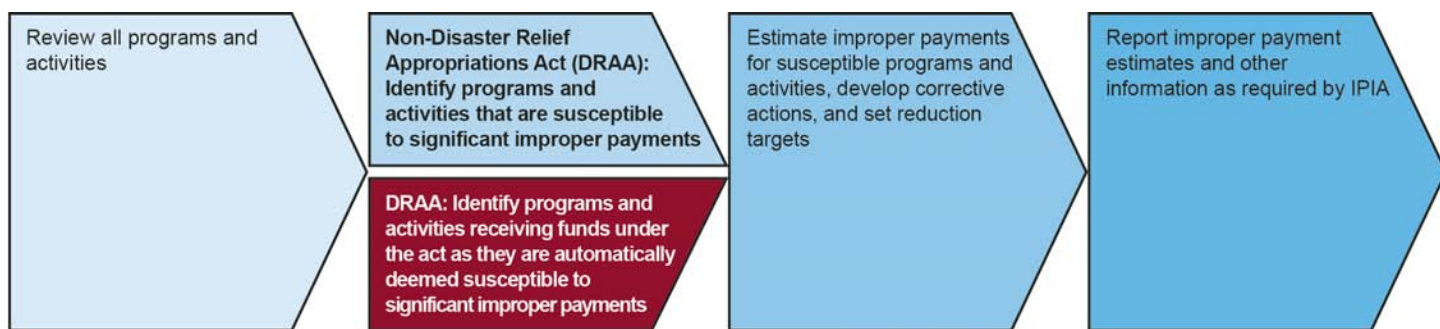 Review all programs and
activities
Non-Disaster Relief
Appropriations Act (DRAA):
Identify programs and
activities that are susceptible
to significant improper payments
DRAA: Identify programs and
activities receiving funds under
the act as they are automatically
deemed susceptible to
significant improper payments
Estimate improper payments
for susceptible programs and
activities, develop corrective
actions, and set reduction
targets
Report improper payment
estimates and other
information as required by IPIA